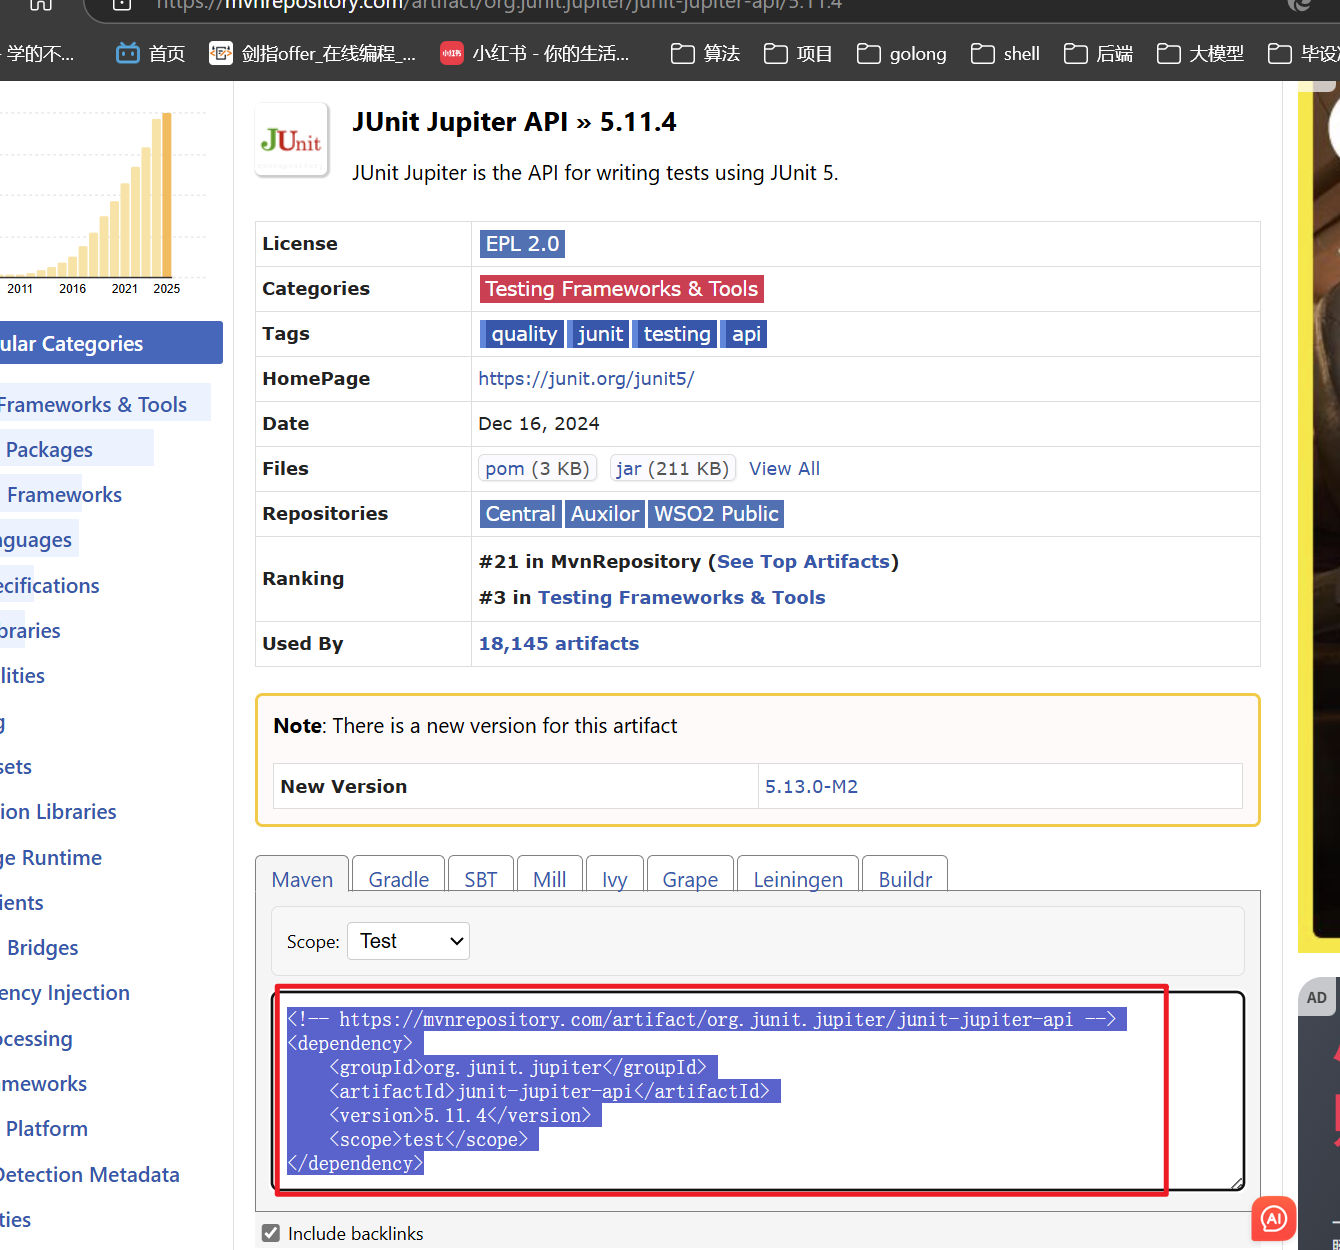 https://mvnrepository.com/artifact/org.junit.jupiter/junit-jupiter-api/5.11.4
- 学的不... 首页 剑指offer_在线编程_... 小红书 - 你的生活... 算法 项目 golong shell 后端 大模型
JUnit
JUnit Jupiter API » 5.11.4
JUnit Jupiter is the API for writing tests using JUnit 5.
2011 2016 2021 2025
ular Categories
Frameworks & Tools
Packages
Frameworks
nguages
ecifications
braries
lities
g
sets
ion Libraries
ge Runtime
ients
Bridges
ency Injection
ocessing
meworks
Platform
Detection Metadata
ties
License EPL 2.0
Categories Testing Frameworks & Tools
Tags quality junit testing api
HomePage https://junit.org/junit5/
Date Dec 16, 2024
Files pom (3 KB) jar (211 KB) View All
Repositories Central Auxilor WSO2 Public
Ranking #21 in MvnRepository (See Top Artifacts)
#3 in Testing Frameworks & Tools
Used By 18,145 artifacts
Note: There is a new version for this artifact
New Version 5.13.0-M2
Maven Gradle SBT Mill Ivy Grape Leiningen Buildr
Scope: Test
<!-- https://mvnrepository.com/artifact/org.junit.jupiter/junit-jupiter-api -->
<dependency>
    <groupId>org.junit.jupiter</groupId>
    <artifactId>junit-jupiter-api</artifactId>
    <version>5.11.4</version>
    <scope>test</scope>
</dependency>
Include backlinks
AD
AI